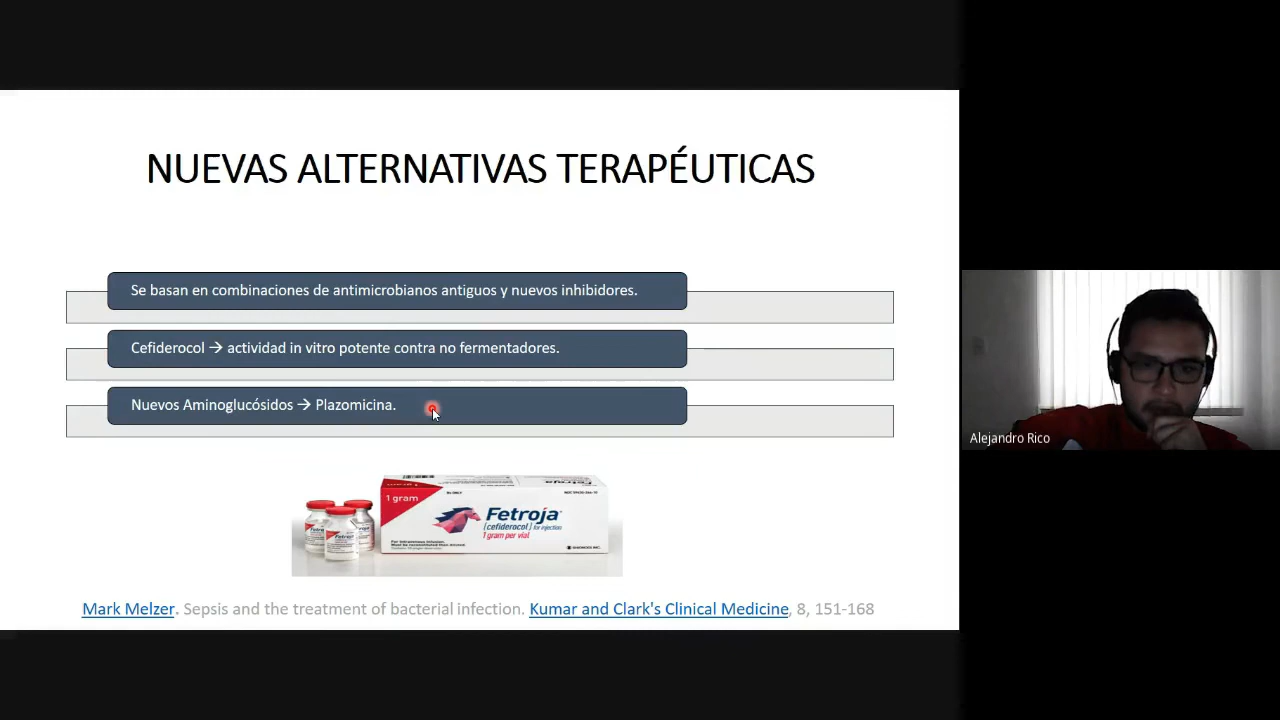 NUEVAS ALTERNATIVAS TERAPÉUTICAS
Se basan en combinaciones de antimicrobianos antiguos y nuevos inhibidores.
Cefiderocol → actividad in vitro potente contra no fermentadores.
Nuevos Aminoglucósidos → Plazomicina.
1 gram
Fetroja
(cefiderocol) for injection
1 gram per vial
Mark Melzer. Sepsis and the treatment of bacterial infection. Kumar and Clark's Clinical Medicine, 8, 151-168
Alejandro Rico